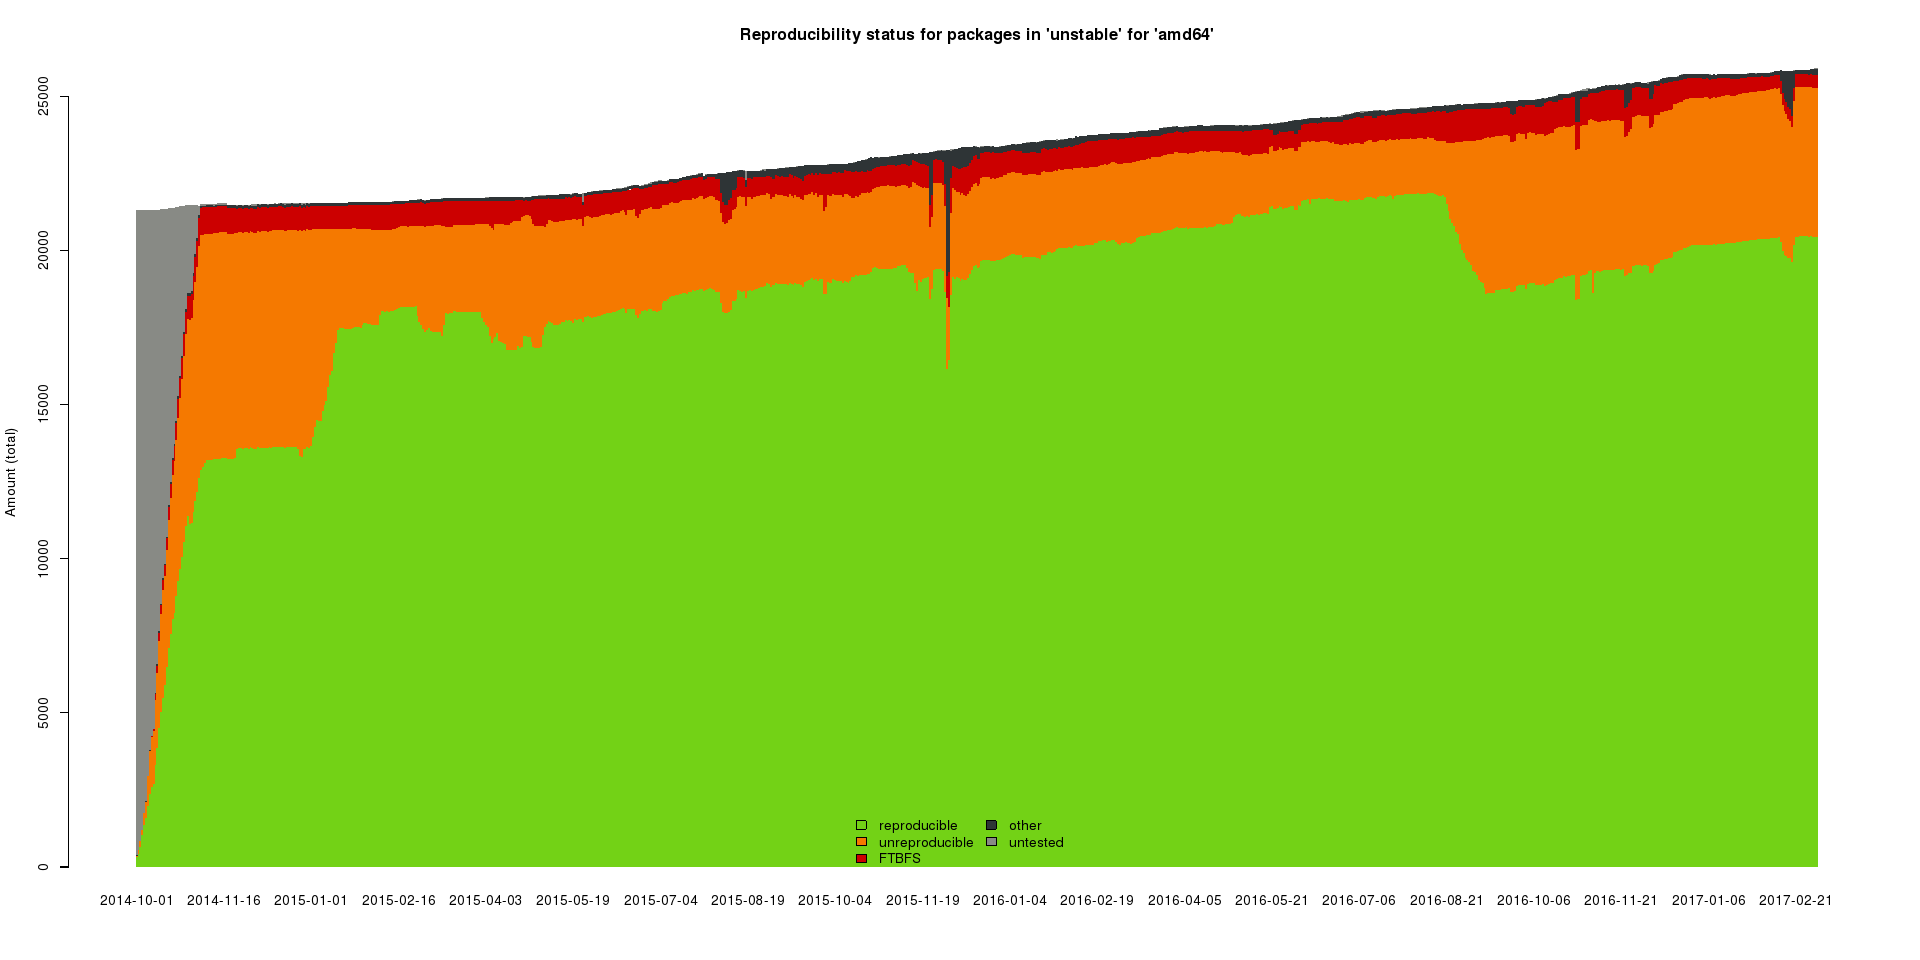 Reproducibility status for packages in 'unstable' for 'amd64'
Amount (total)
25000
20000
15000
10000
5000
0
reproducible
unreproducible
FTBFS
other
untested
2014-10-01 2014-11-16 2015-01-01 2015-02-16 2015-04-03 2015-05-19 2015-07-04 2015-08-19 2015-10-04 2015-11-19 2016-01-04 2016-02-19 2016-04-05 2016-05-21 2016-07-06 2016-08-21 2016-10-06 2016-11-21 2017-01-06 2017-02-21